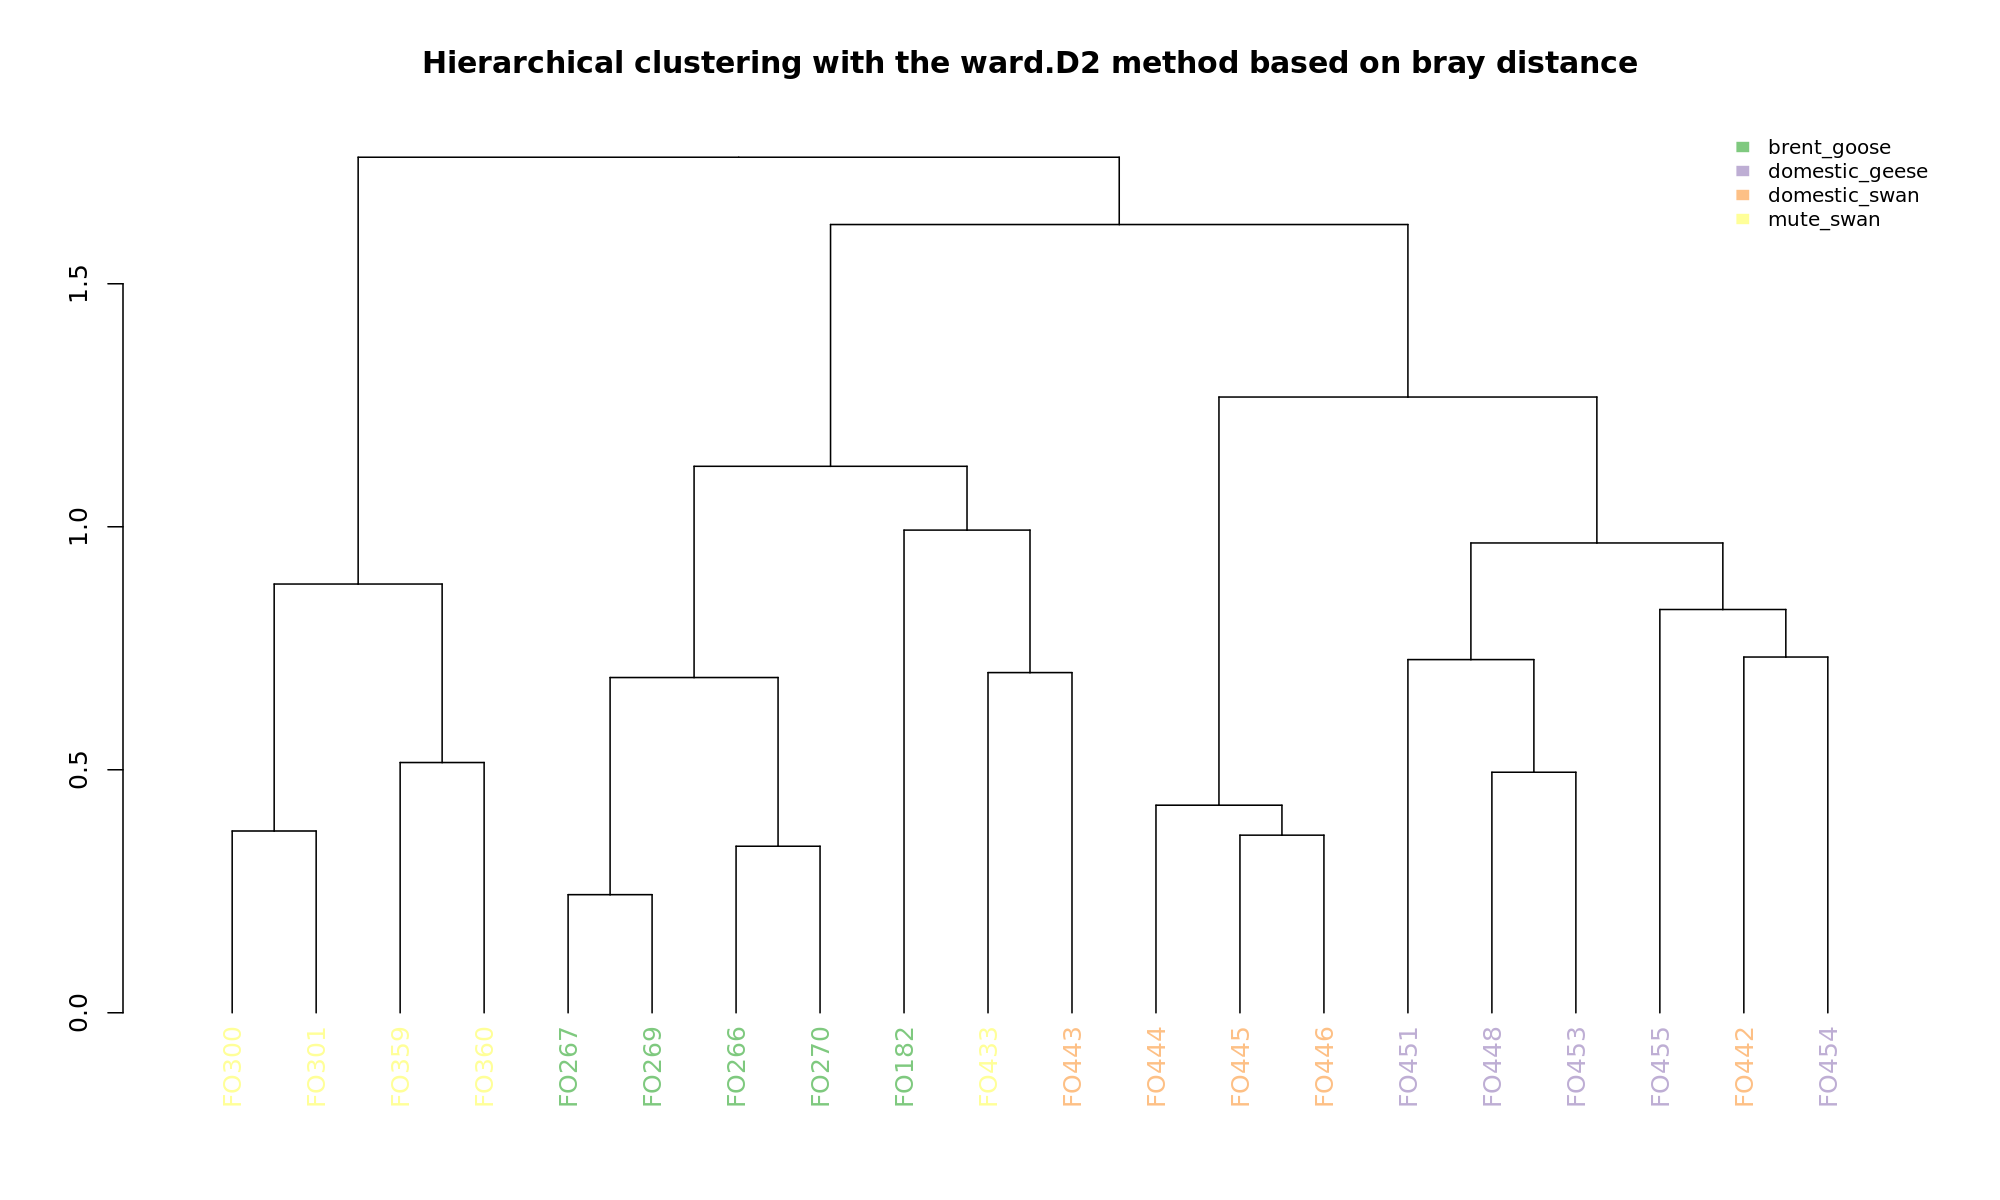 Hierarchical clustering with the ward.D2 method based on bray distance
brent_goose
domestic_geese
domestic_swan
mute_swan
1.5
1.0
0.5
0.0
FO300
FO301
FO359
FO360
FO267
FO269
FO266
FO270
FO182
FO433
FO443
FO444
FO445
FO446
FO451
FO448
FO453
FO455
FO442
FO454